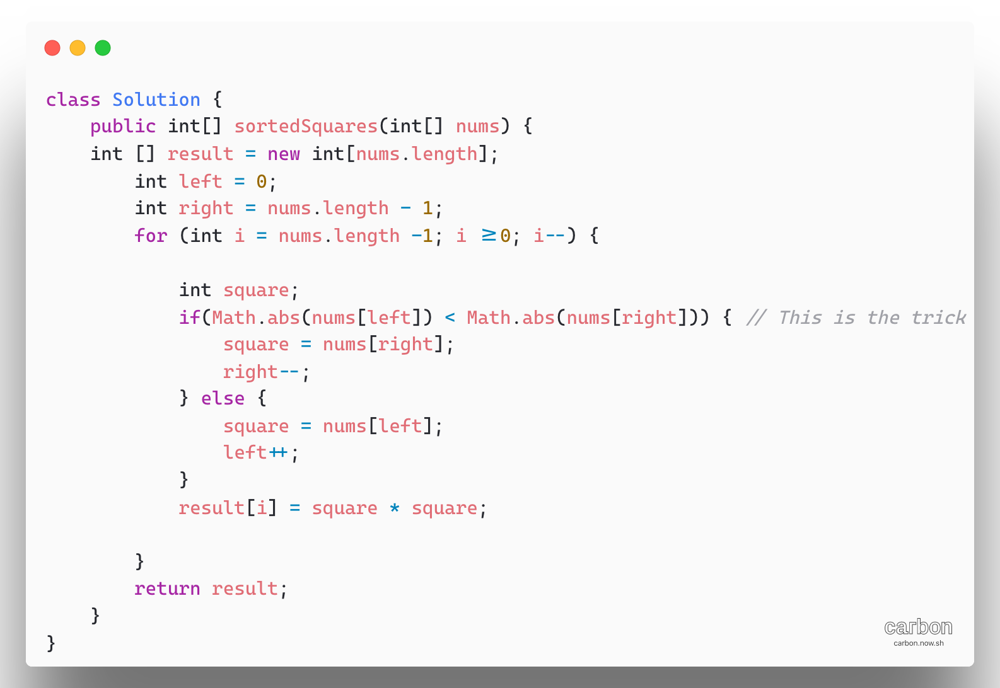 class Solution {
    public int[] sortedSquares(int[] nums) {
    int [] result = new int[nums.length];
        int left = 0;
        int right = nums.length - 1;
        for (int i = nums.length -1; i >=0; i--) {

            int square;
            if(Math.abs(nums[left]) < Math.abs(nums[right])) { // This is the trick
                square = nums[right];
                right--;
            } else {
                square = nums[left];
                left++;
            }
            result[i] = square * square;

        }
        return result;
    }
}
carbon
carbon.now.sh